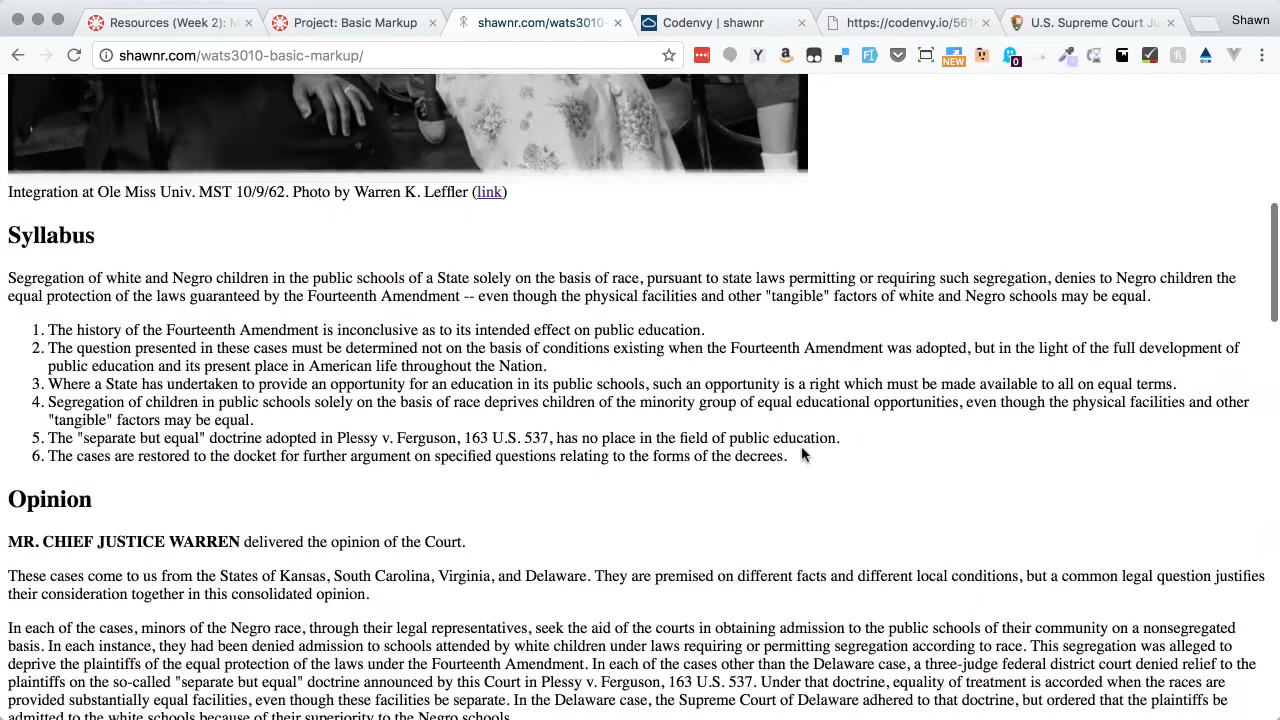 Resources (Week 2): M
Project: Basic Markup
shawnr.com/wats3010-
Codenvy | shawnr
https://codenvy.io/561
U.S. Supreme Court Ju
Shawn
shawnr.com/wats3010-basic-markup/
NEW
0
Integration at Ole Miss Univ. MST 10/9/62. Photo by Warren K. Leffler (link)
Syllabus
Segregation of white and Negro children in the public schools of a State solely on the basis of race, pursuant to state laws permitting or requiring such segregation, denies to Negro children the
equal protection of the laws guaranteed by the Fourteenth Amendment -- even though the physical facilities and other "tangible" factors of white and Negro schools may be equal.
1. The history of the Fourteenth Amendment is inconclusive as to its intended effect on public education.
2. The question presented in these cases must be determined not on the basis of conditions existing when the Fourteenth Amendment was adopted, but in the light of the full development of
public education and its present place in American life throughout the Nation.
3. Where a State has undertaken to provide an opportunity for an education in its public schools, such an opportunity is a right which must be made available to all on equal terms.
4. Segregation of children in public schools solely on the basis of race deprives children of the minority group of equal educational opportunities, even though the physical facilities and other
"tangible" factors may be equal.
5. The "separate but equal" doctrine adopted in Plessy v. Ferguson, 163 U.S. 537, has no place in the field of public education.
6. The cases are restored to the docket for further argument on specified questions relating to the forms of the decrees.
Opinion
MR. CHIEF JUSTICE WARREN delivered the opinion of the Court.
These cases come to us from the States of Kansas, South Carolina, Virginia, and Delaware. They are premised on different facts and different local conditions, but a common legal question justifies
their consideration together in this consolidated opinion.
In each of the cases, minors of the Negro race, through their legal representatives, seek the aid of the courts in obtaining admission to the public schools of their community on a nonsegregated
basis. In each instance, they had been denied admission to schools attended by white children under laws requiring or permitting segregation according to race. This segregation was alleged to
deprive the plaintiffs of the equal protection of the laws under the Fourteenth Amendment. In each of the cases other than the Delaware case, a three-judge federal district court denied relief to the
plaintiffs on the so-called "separate but equal" doctrine announced by this Court in Plessy v. Ferguson, 163 U.S. 537. Under that doctrine, equality of treatment is accorded when the races are
provided substantially equal facilities, even though these facilities be separate. In the Delaware case, the Supreme Court of Delaware adhered to that doctrine, but ordered that the plaintiffs be
admitted to the white schools because of their superiority to the Negro schools.